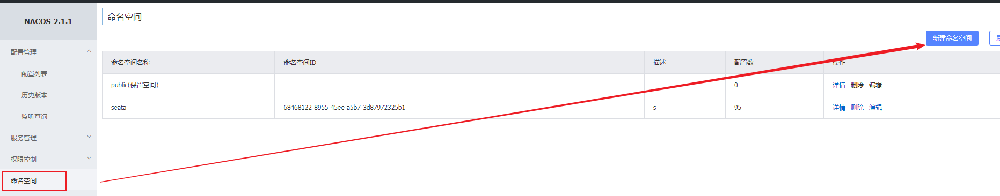 NACOS 2.1.1
配置管理
配置列表
历史版本
监听查询
服务管理
权限控制
命名空间
命名空间
新建命名空间
命名空间名称 命名空间ID 描述 配置数 操作
public(保留空间) 0 详情 删除 编辑
seata 68468122-8955-45ee-a5b7-3d87972325b1 s 95 详情 删除 编辑